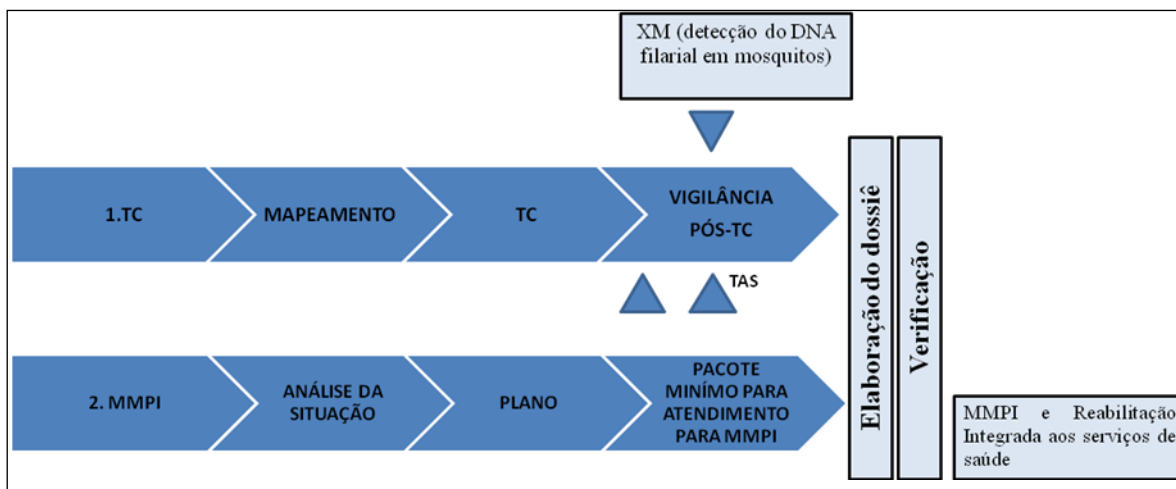 XM (detecção do DNA
filarial em mosquitos)
1.TC
MAPEAMENTO
TC
VIGILÂNCIA
PÓS-TC
TAS
2. MMPI
ANÁLISE DA
SITUAÇÃO
PLANO
PACOTE
MINÍMO PARA
ATENDIMENTO
PARA MMPI
Elaboração do dossiê
Verificação
MMPI e Reabilitação
Integrada aos serviços de
saúde